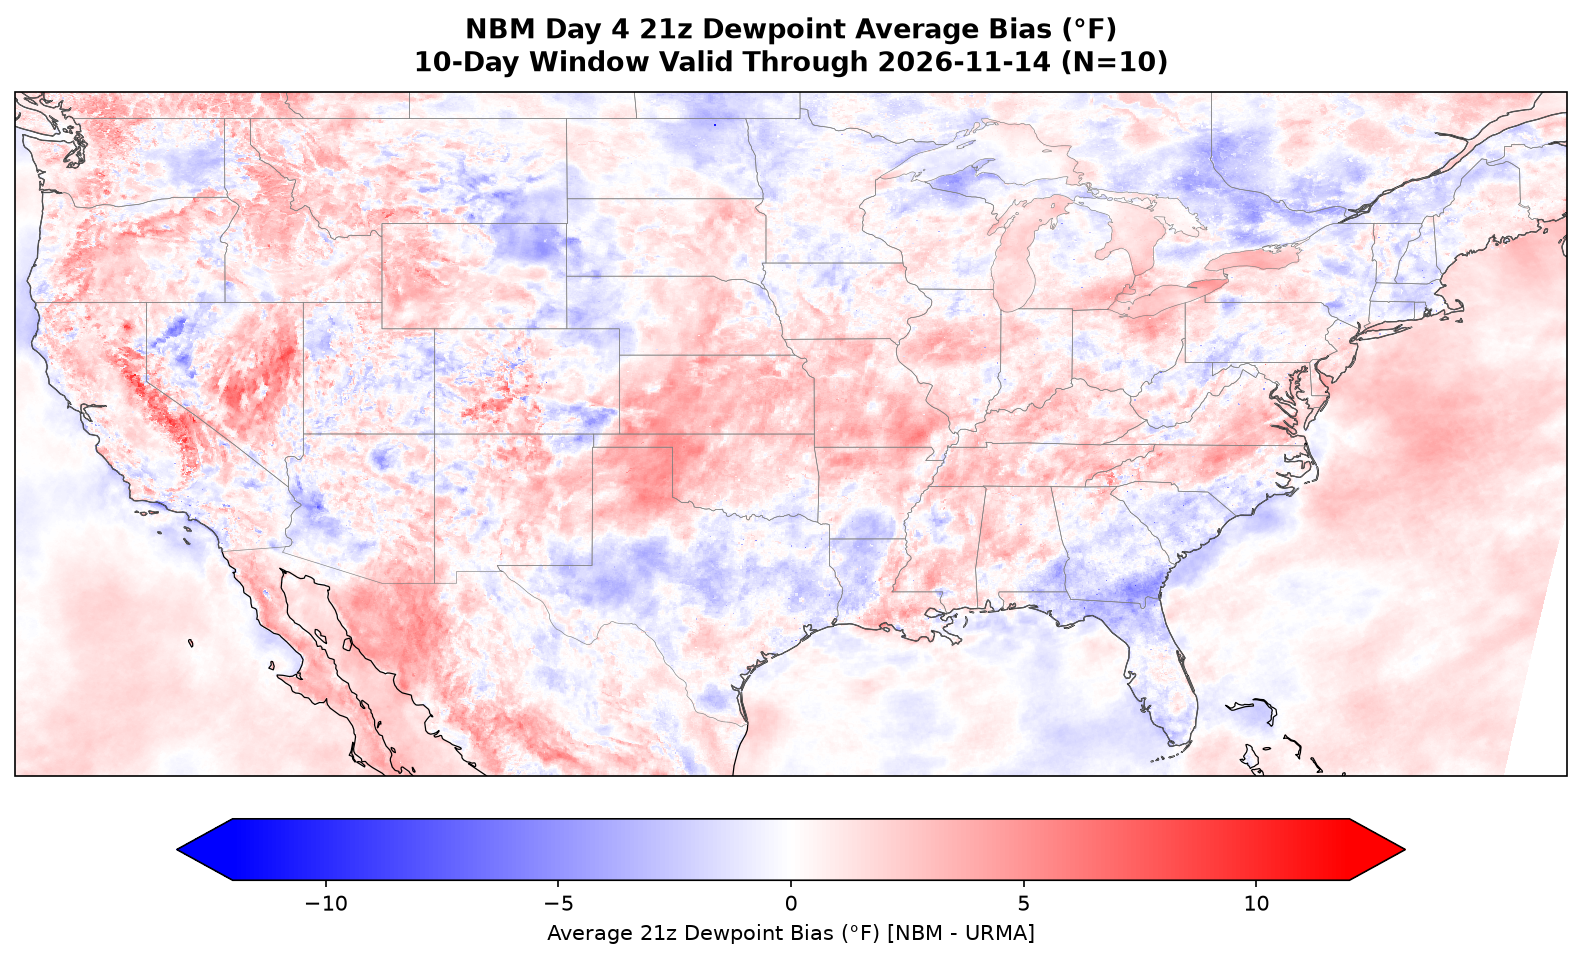 NBM Day 4 21z Dewpoint Average Bias (°F)
10-Day Window Valid Through 2026-11-14 (N=10)
−10
−5
0
5
10
Average 21z Dewpoint Bias (°F) [NBM - URMA]